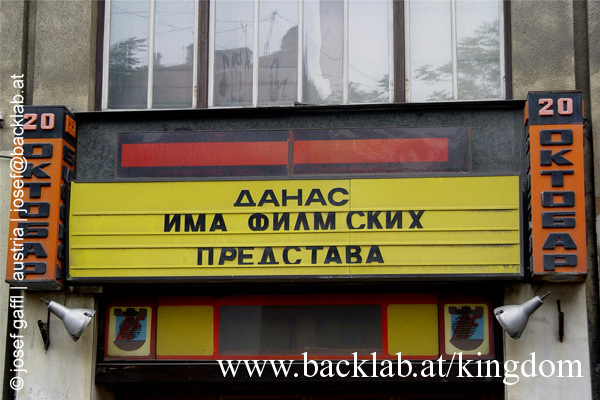 20
ОКТОБАР
20
ОКТОБАР
ДАНАС
ИМА ФИЛМСКИХ
ПРЕДСТАВА
www.backlab.at/kingdom
© josef gaffl | austria | josef@backlab.at